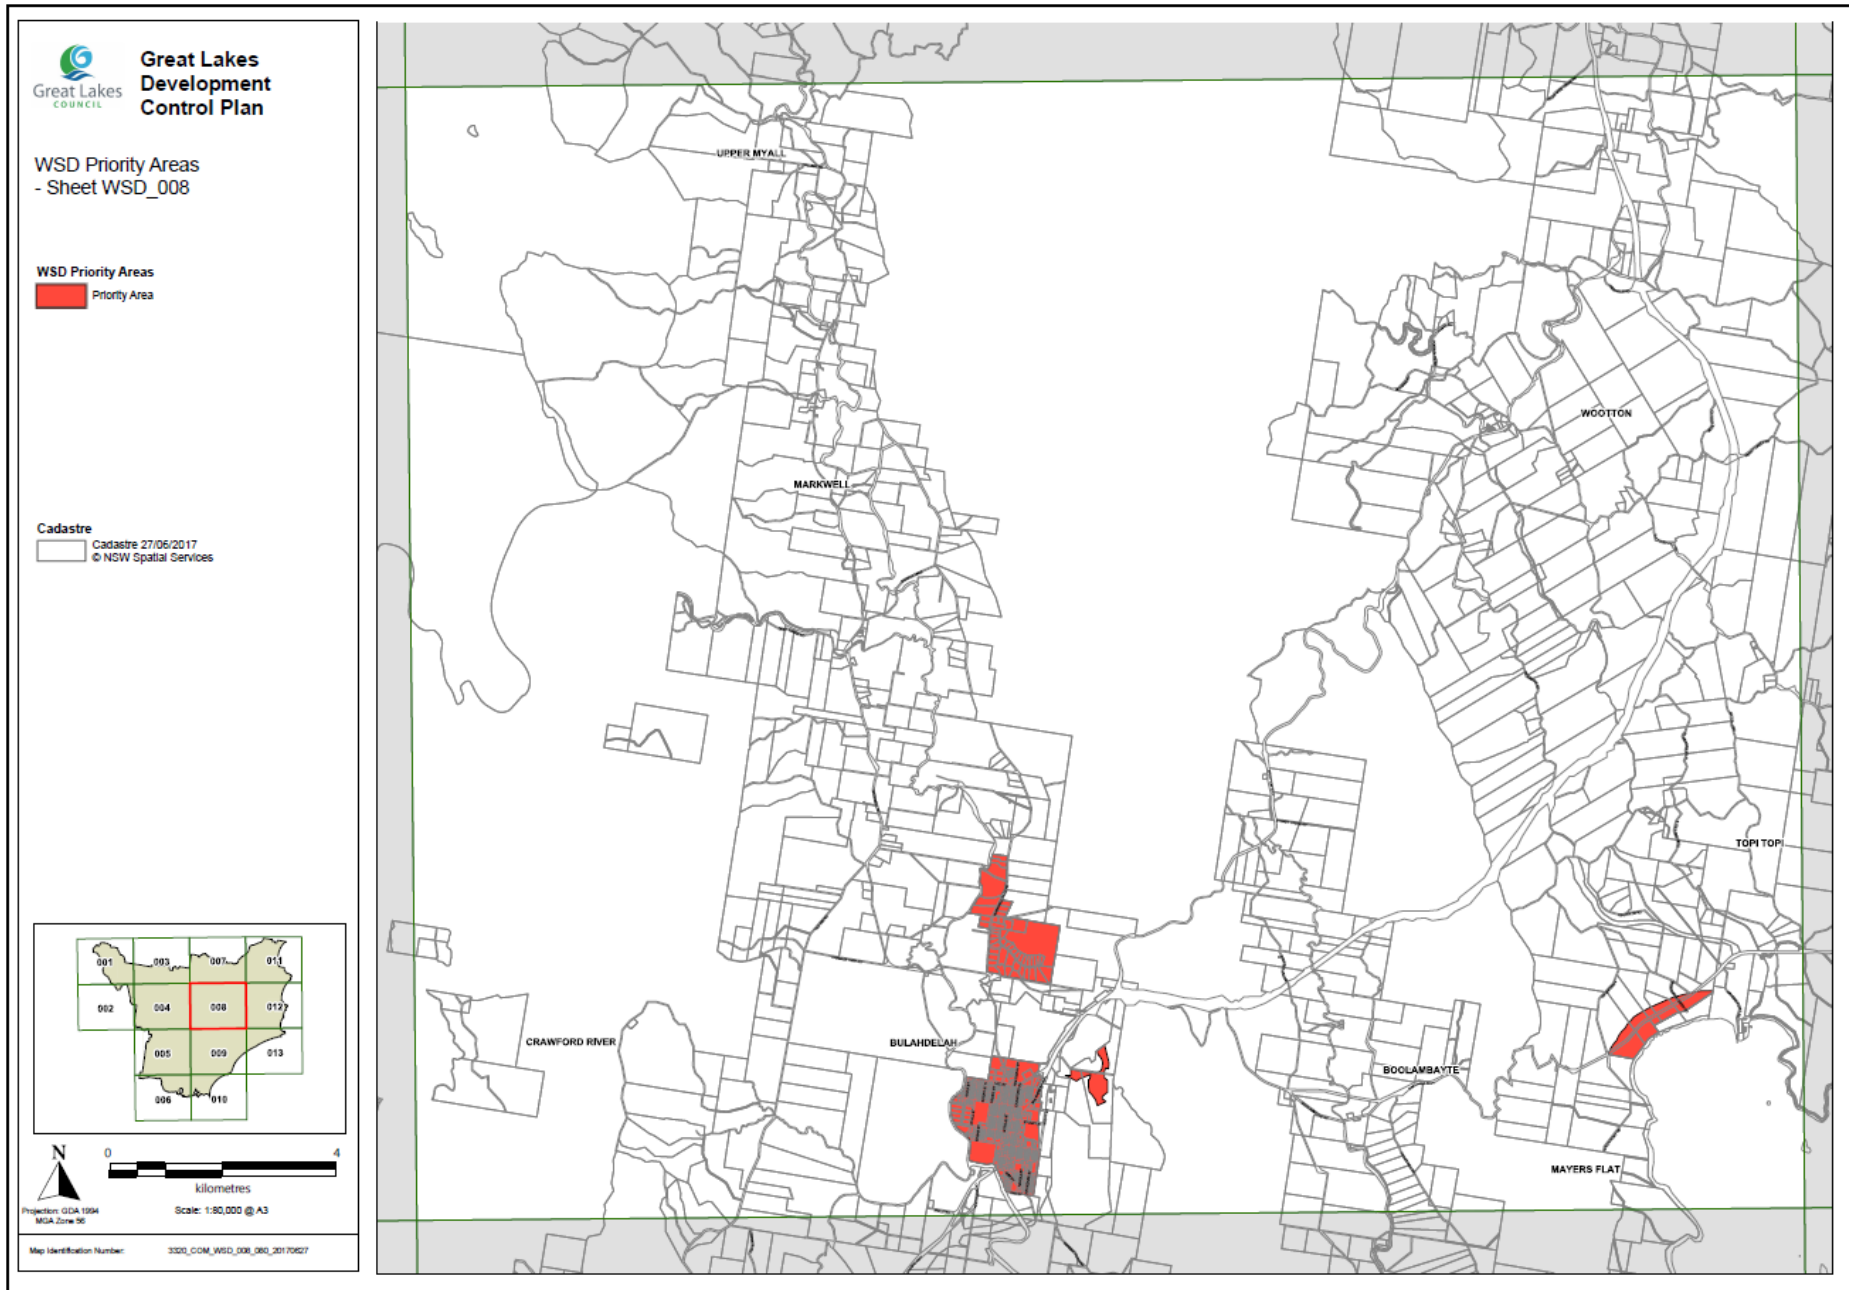 Great Lakes
COUNCIL
Great Lakes
Development
Control Plan
WSD Priority Areas
- Sheet WSD_008
WSD Priority Areas
Priority Area
Cadastre
Cadastre 27/06/2017
© NSW Spatial Services
001
003
007
011
002
004
008
012
005
009
013
006
010
N
0
4
kilometres
Projection: GDA 1994
MGA Zone 56
Scale: 1:80,000 @ A3
Map Identification Number:
3320_COM_WSD_008_080_20170627
UPPER MYALL
WOOTTON
MARKWELL
TOPI TOPI
CRAWFORD RIVER
BULAHDELAH
BOOLAMBAYTE
MAYERS FLAT